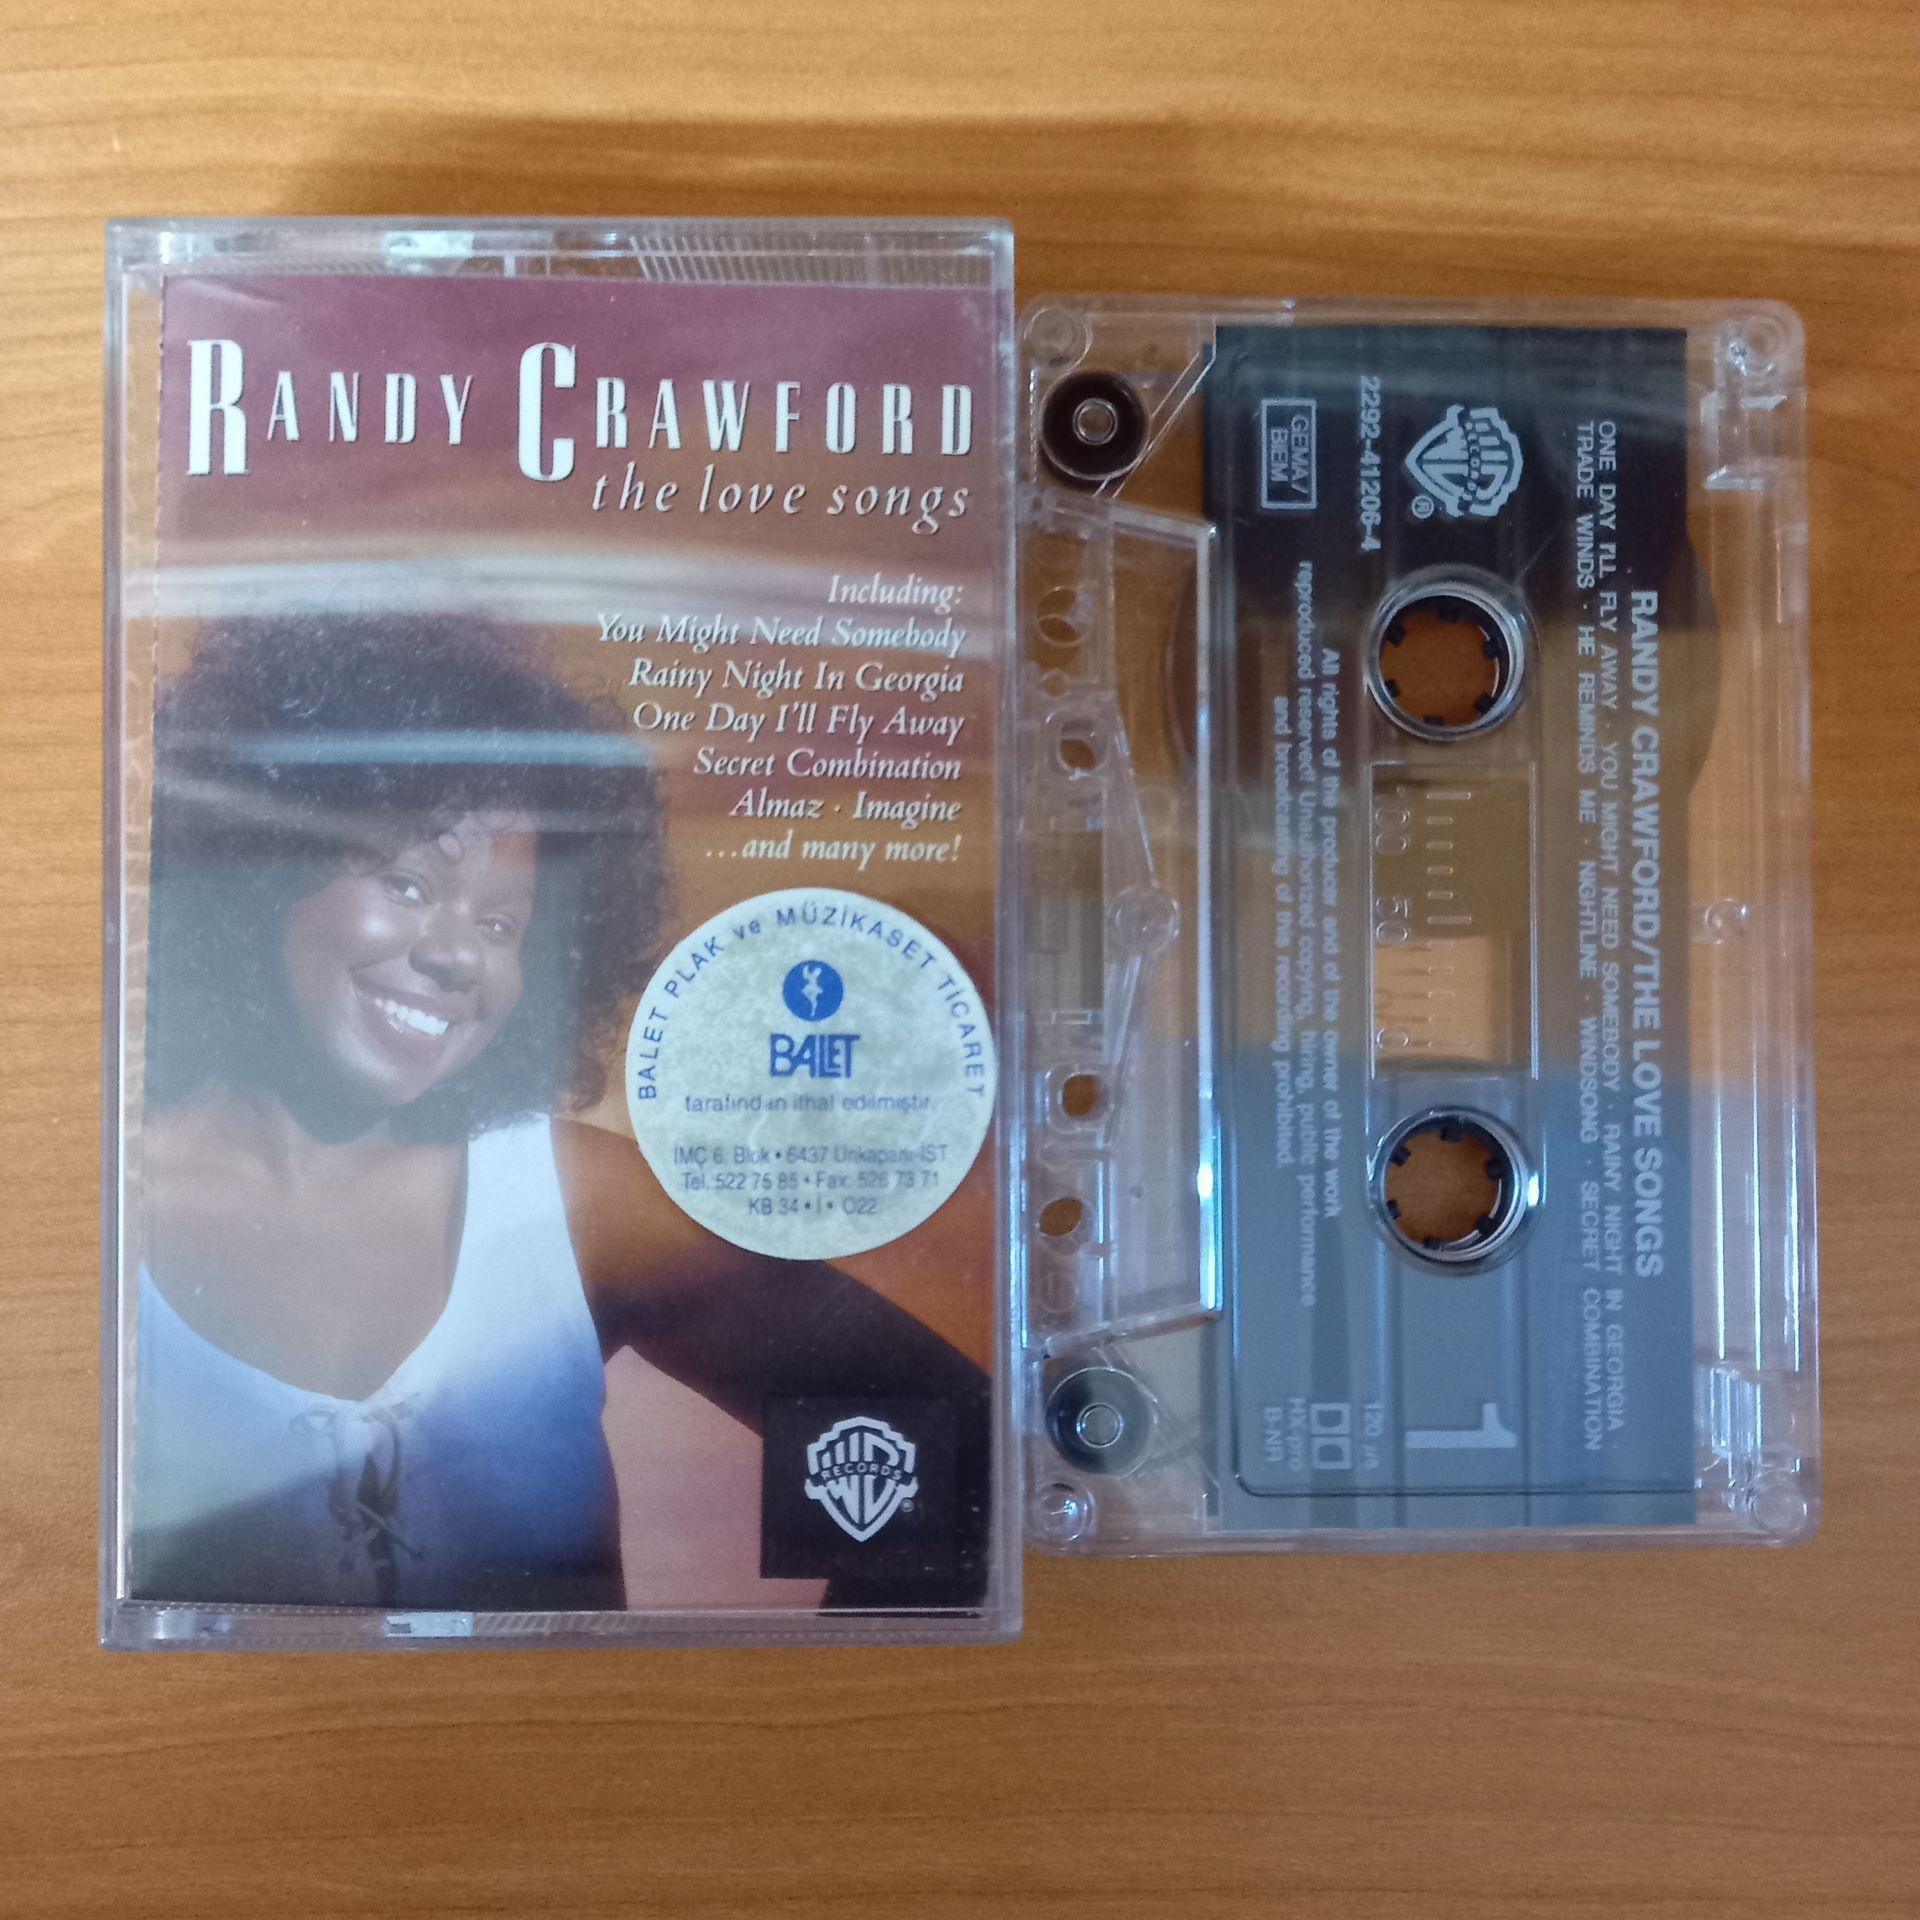 RANDY CRAWFORD
the love songs
Including:
You Might Need Somebody
Rainy Night In Georgia
One Day I'll Fly Away
Secret Combination
Almaz · Imagine
...and many more!
BALET PLAK ve MÜZİKASET TİCARET
BALET
tarafından ithal edilmiştir.
IMÇ 6. Blok • 6437 Unkapanı-İST
Tel: 522 75 85 • Fax: 526 73 71
KB 34 • I • 022
RECORDS
®
RANDY CRAWFORD/THE LOVE SONGS
ONE DAY I'LL FLY AWAY · YOU MIGHT NEED SOMEBODY · RAINY NIGHT IN GEORGIA ·
TRADE WINDS · HE REMINDS ME · NIGHTLINE · WINDSONG · SECRET COMBINATION
RECORDS
®
1
2292-41206-4
GEMA/
BIEM
100 50 0
All rights of the producer and of the owner of the work
reproduced reserved! Unauthorized copying, hiring, public performance
and broadcasting of this recording prohibited.
120 µs
HX-pro
B-NR